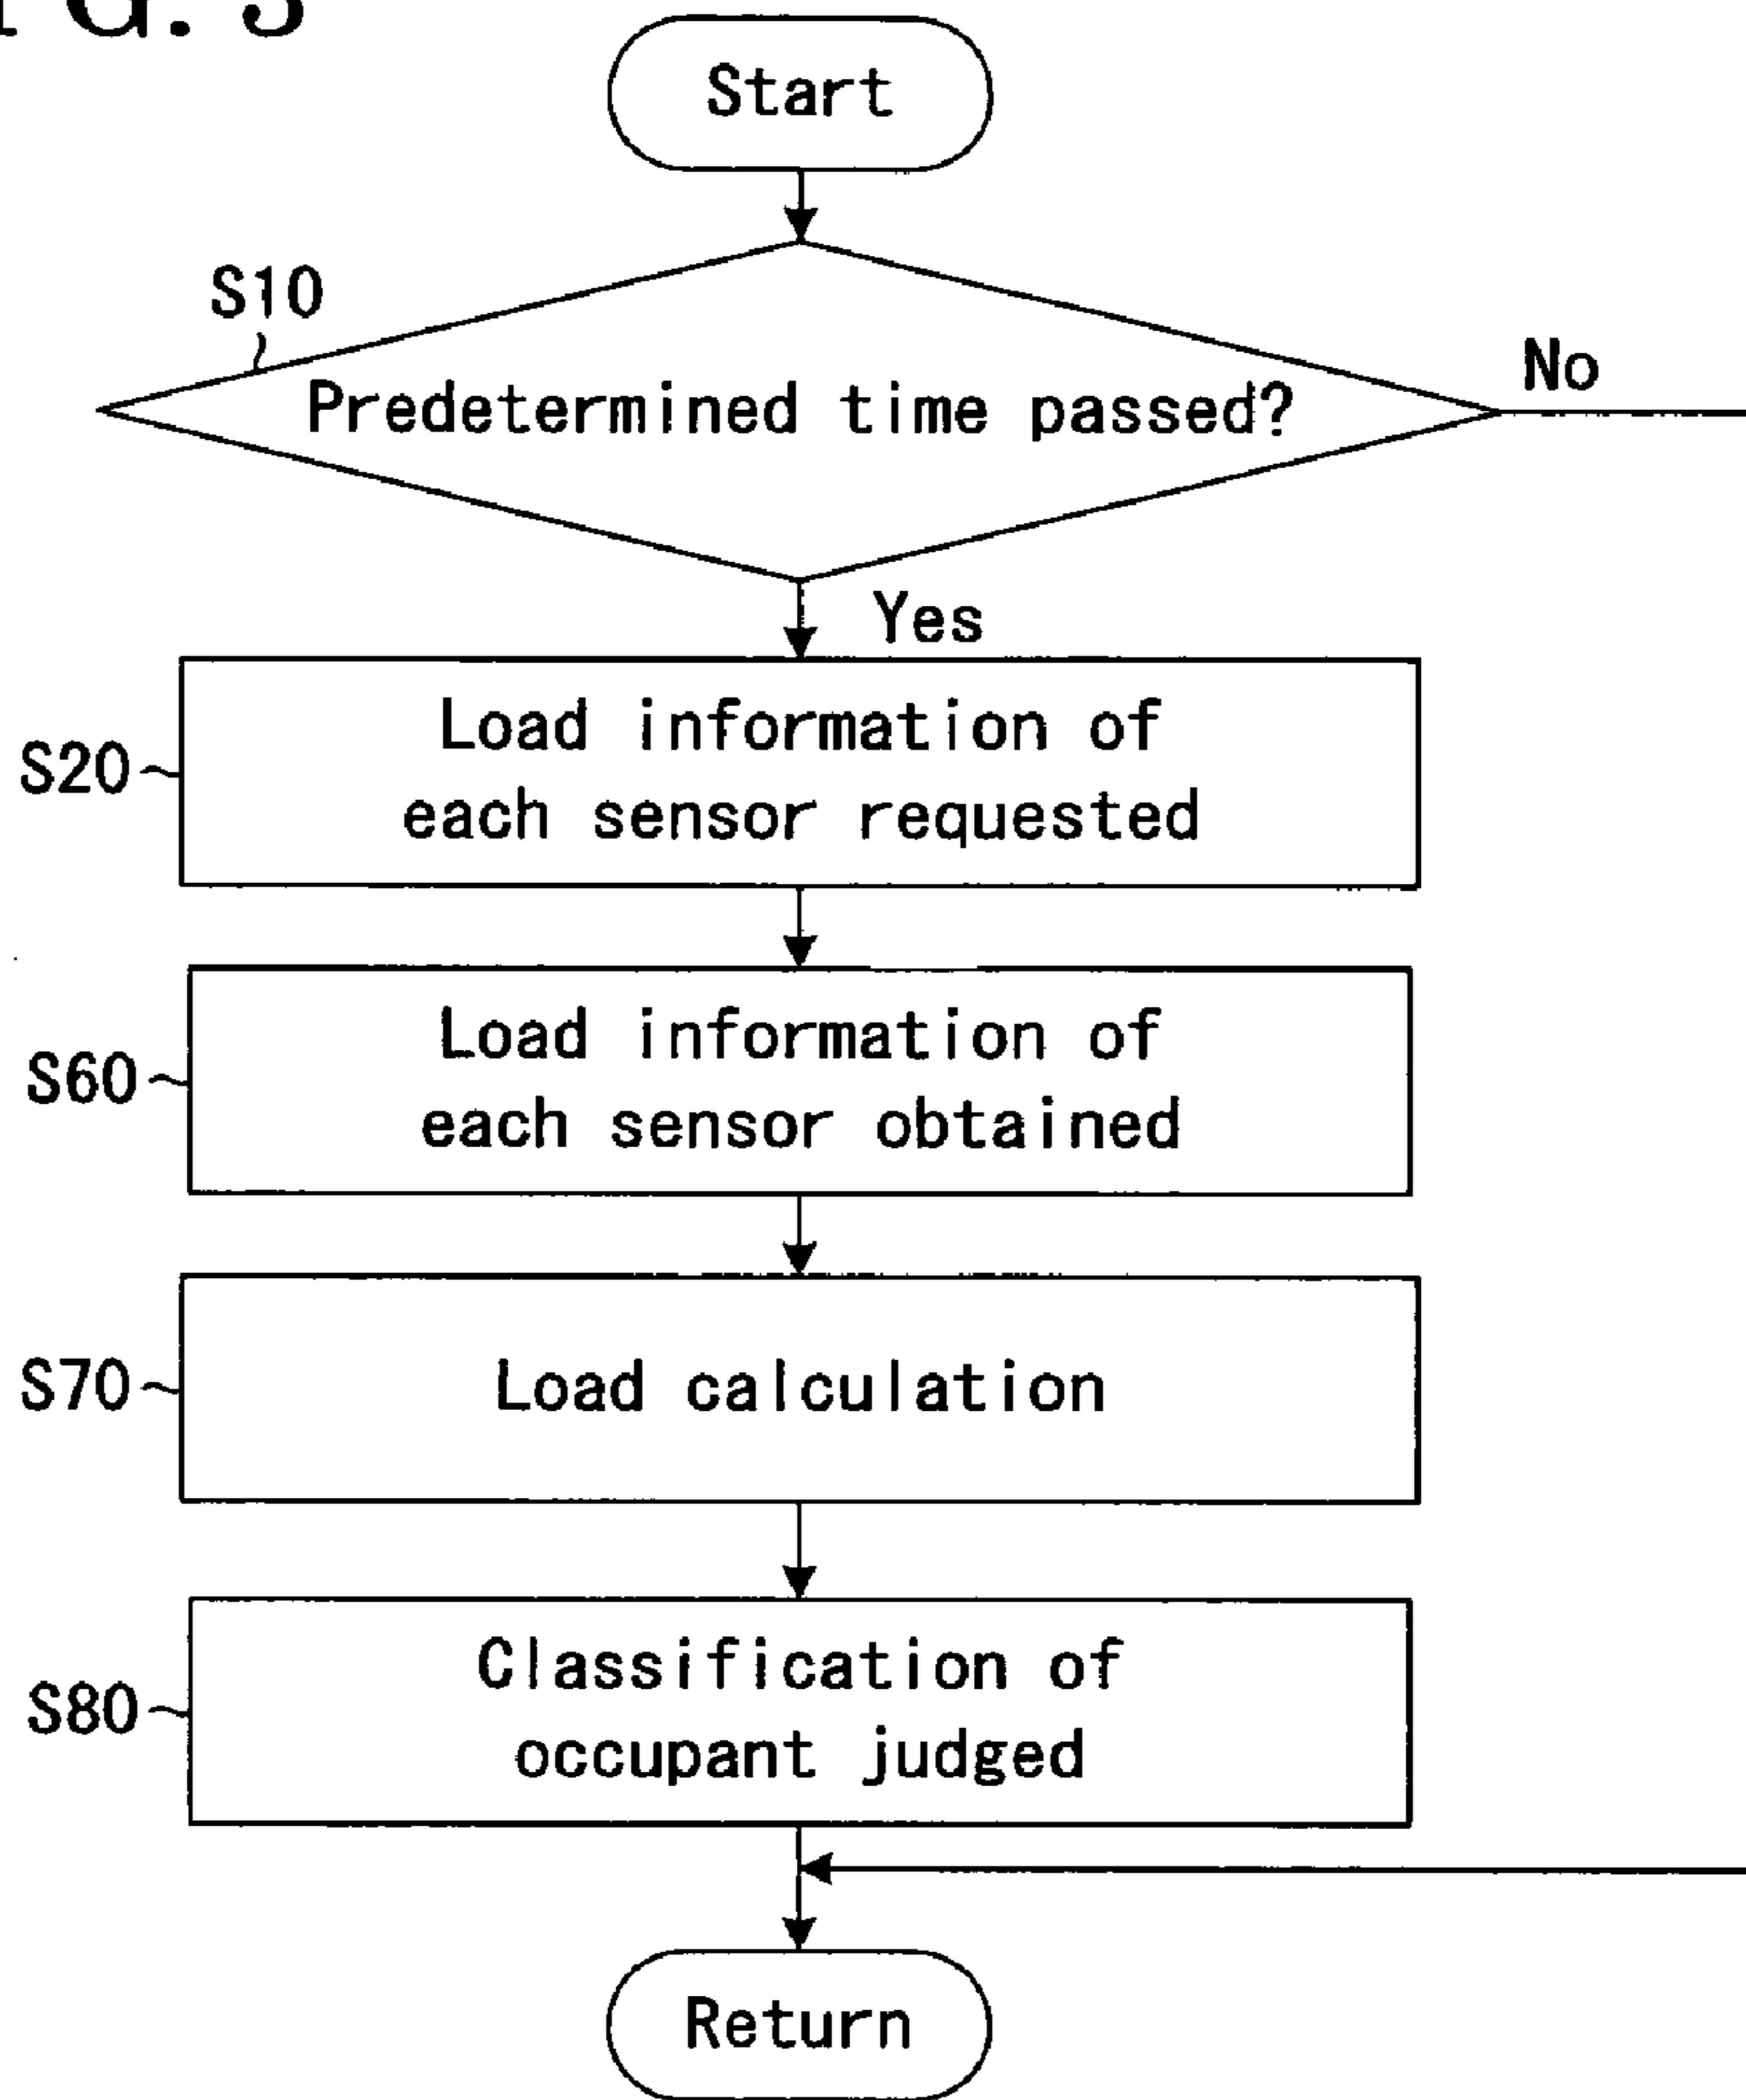 G. 3
Start
S10
Predetermined time passed?
No
Yes
S20
Load information of
each sensor requested
S60
Load information of
each sensor obtained
S70
Load calculation
S80
Classification of
occupant judged
Return